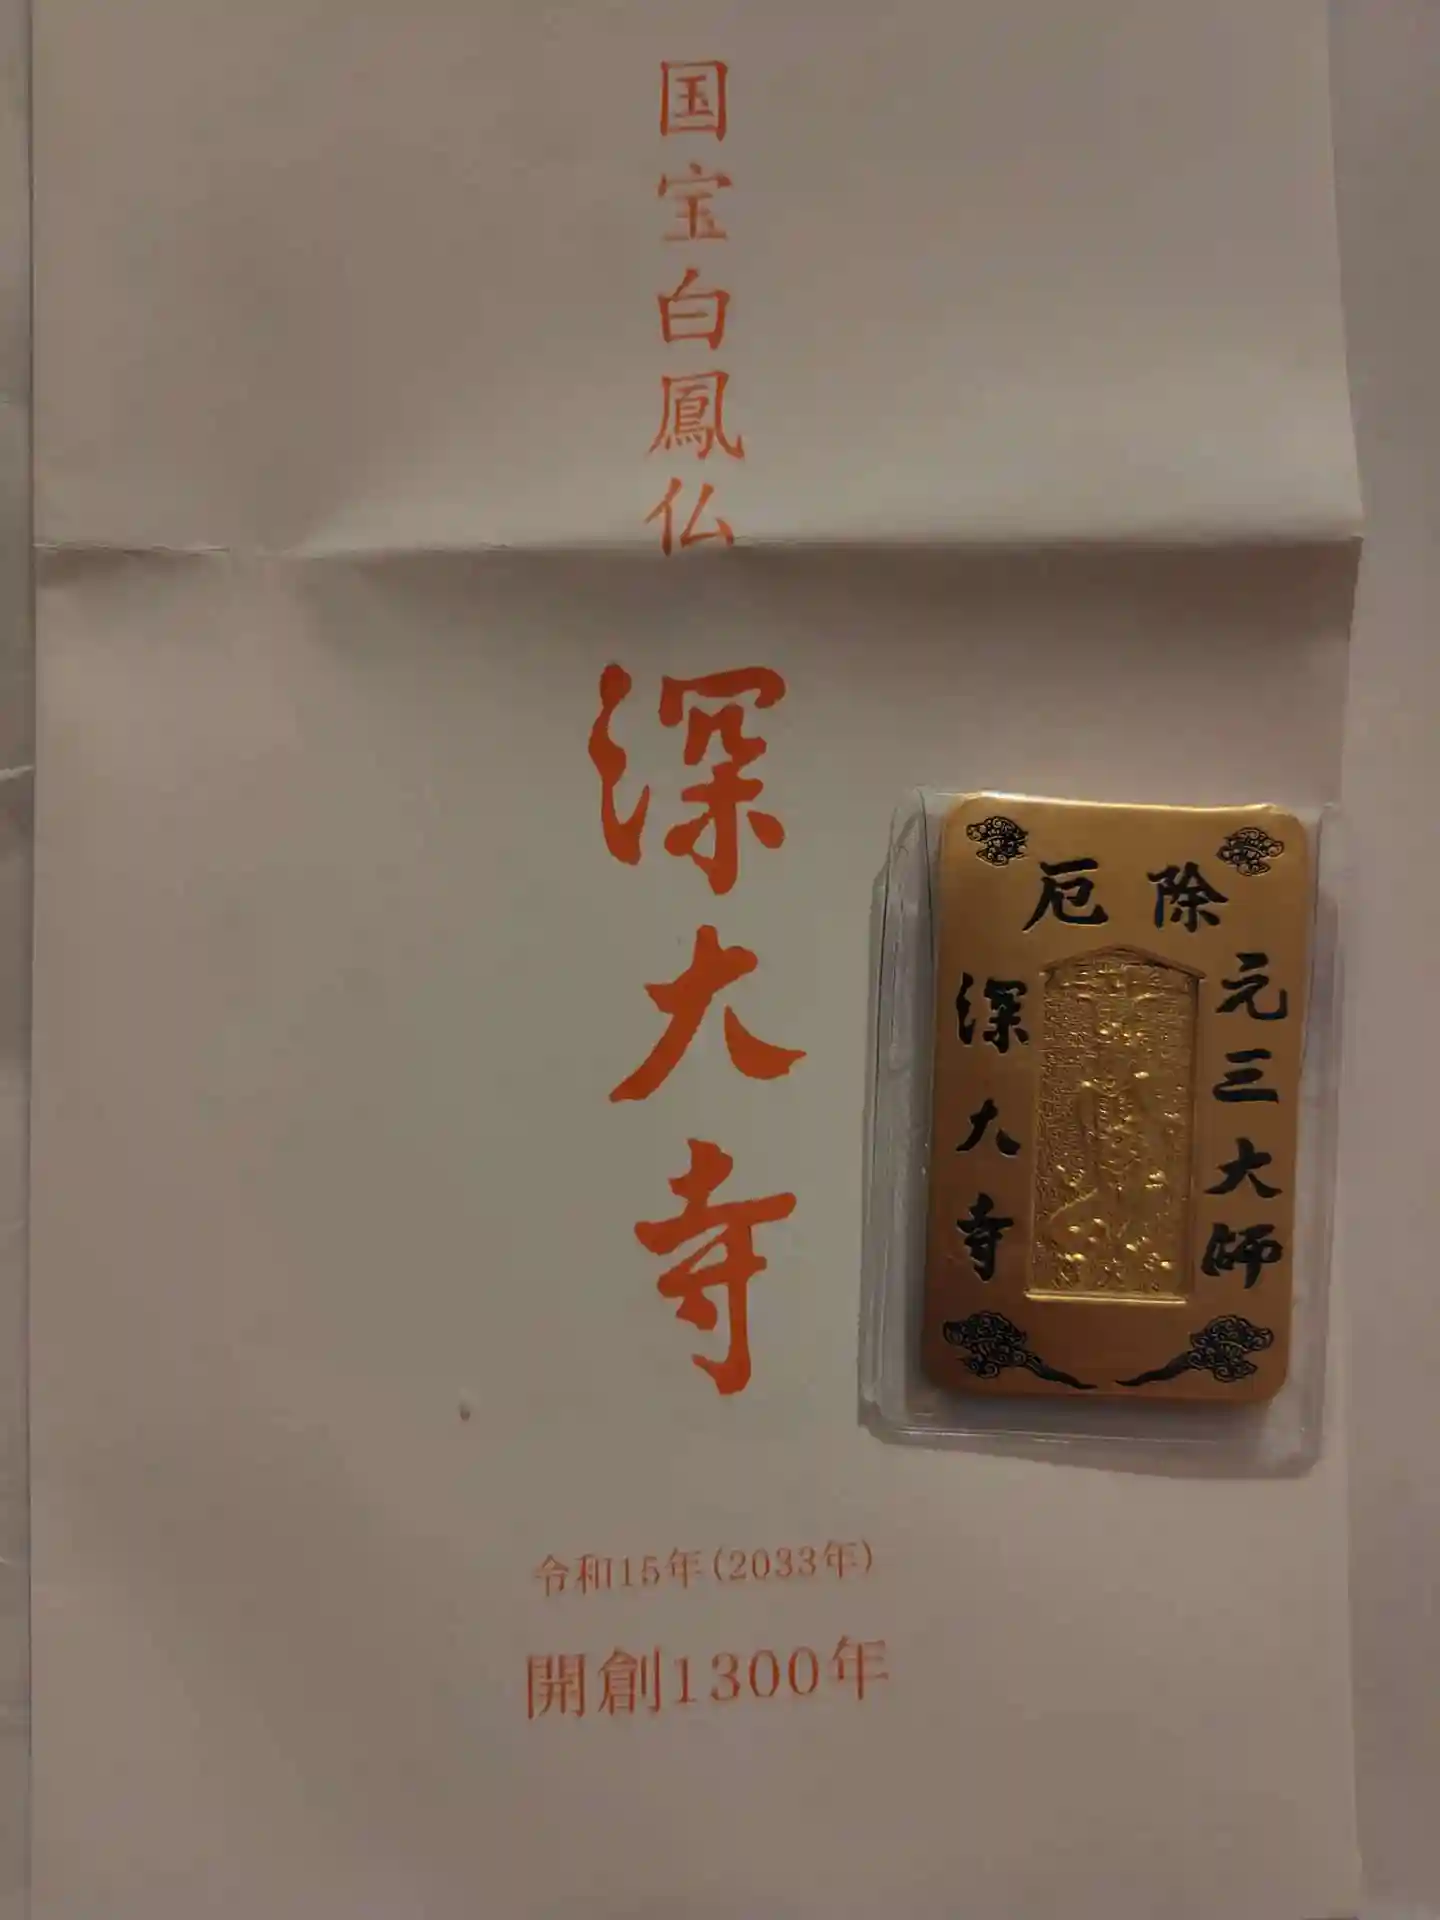 国宝白鳳仏
深大寺
令和15年(2033年)
開創1300年
厄除
元三大師
深大寺